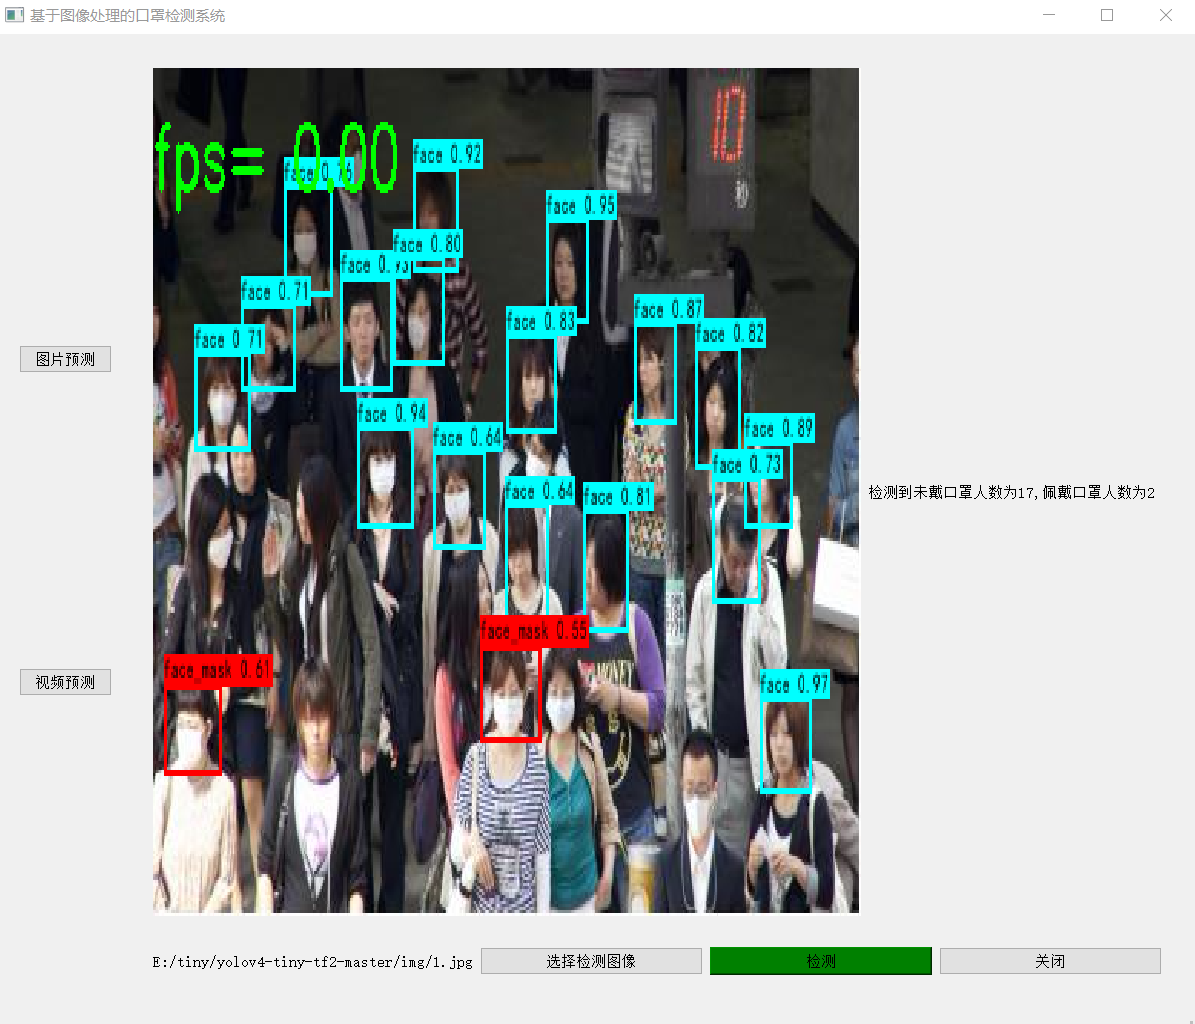 基于图像处理的口罩检测系统
10
秒
fps= 0.00
face 0.92
face 0.76
face 0.95
face 0.80
face 0.93
face 0.71
face 0.87
face 0.83
face 0.82
face 0.71
图片预测
face 0.94
face 0.89
face 0.64
face 0.73
face 0.64
face 0.81
检测到未戴口罩人数为17,佩戴口罩人数为2
face_mask 0.55
face_mask 0.61
MONEY
视频预测
face 0.97
E:/tiny/yolov4-tiny-tf2-master/img/1.jpg
选择检测图像
检测
关闭